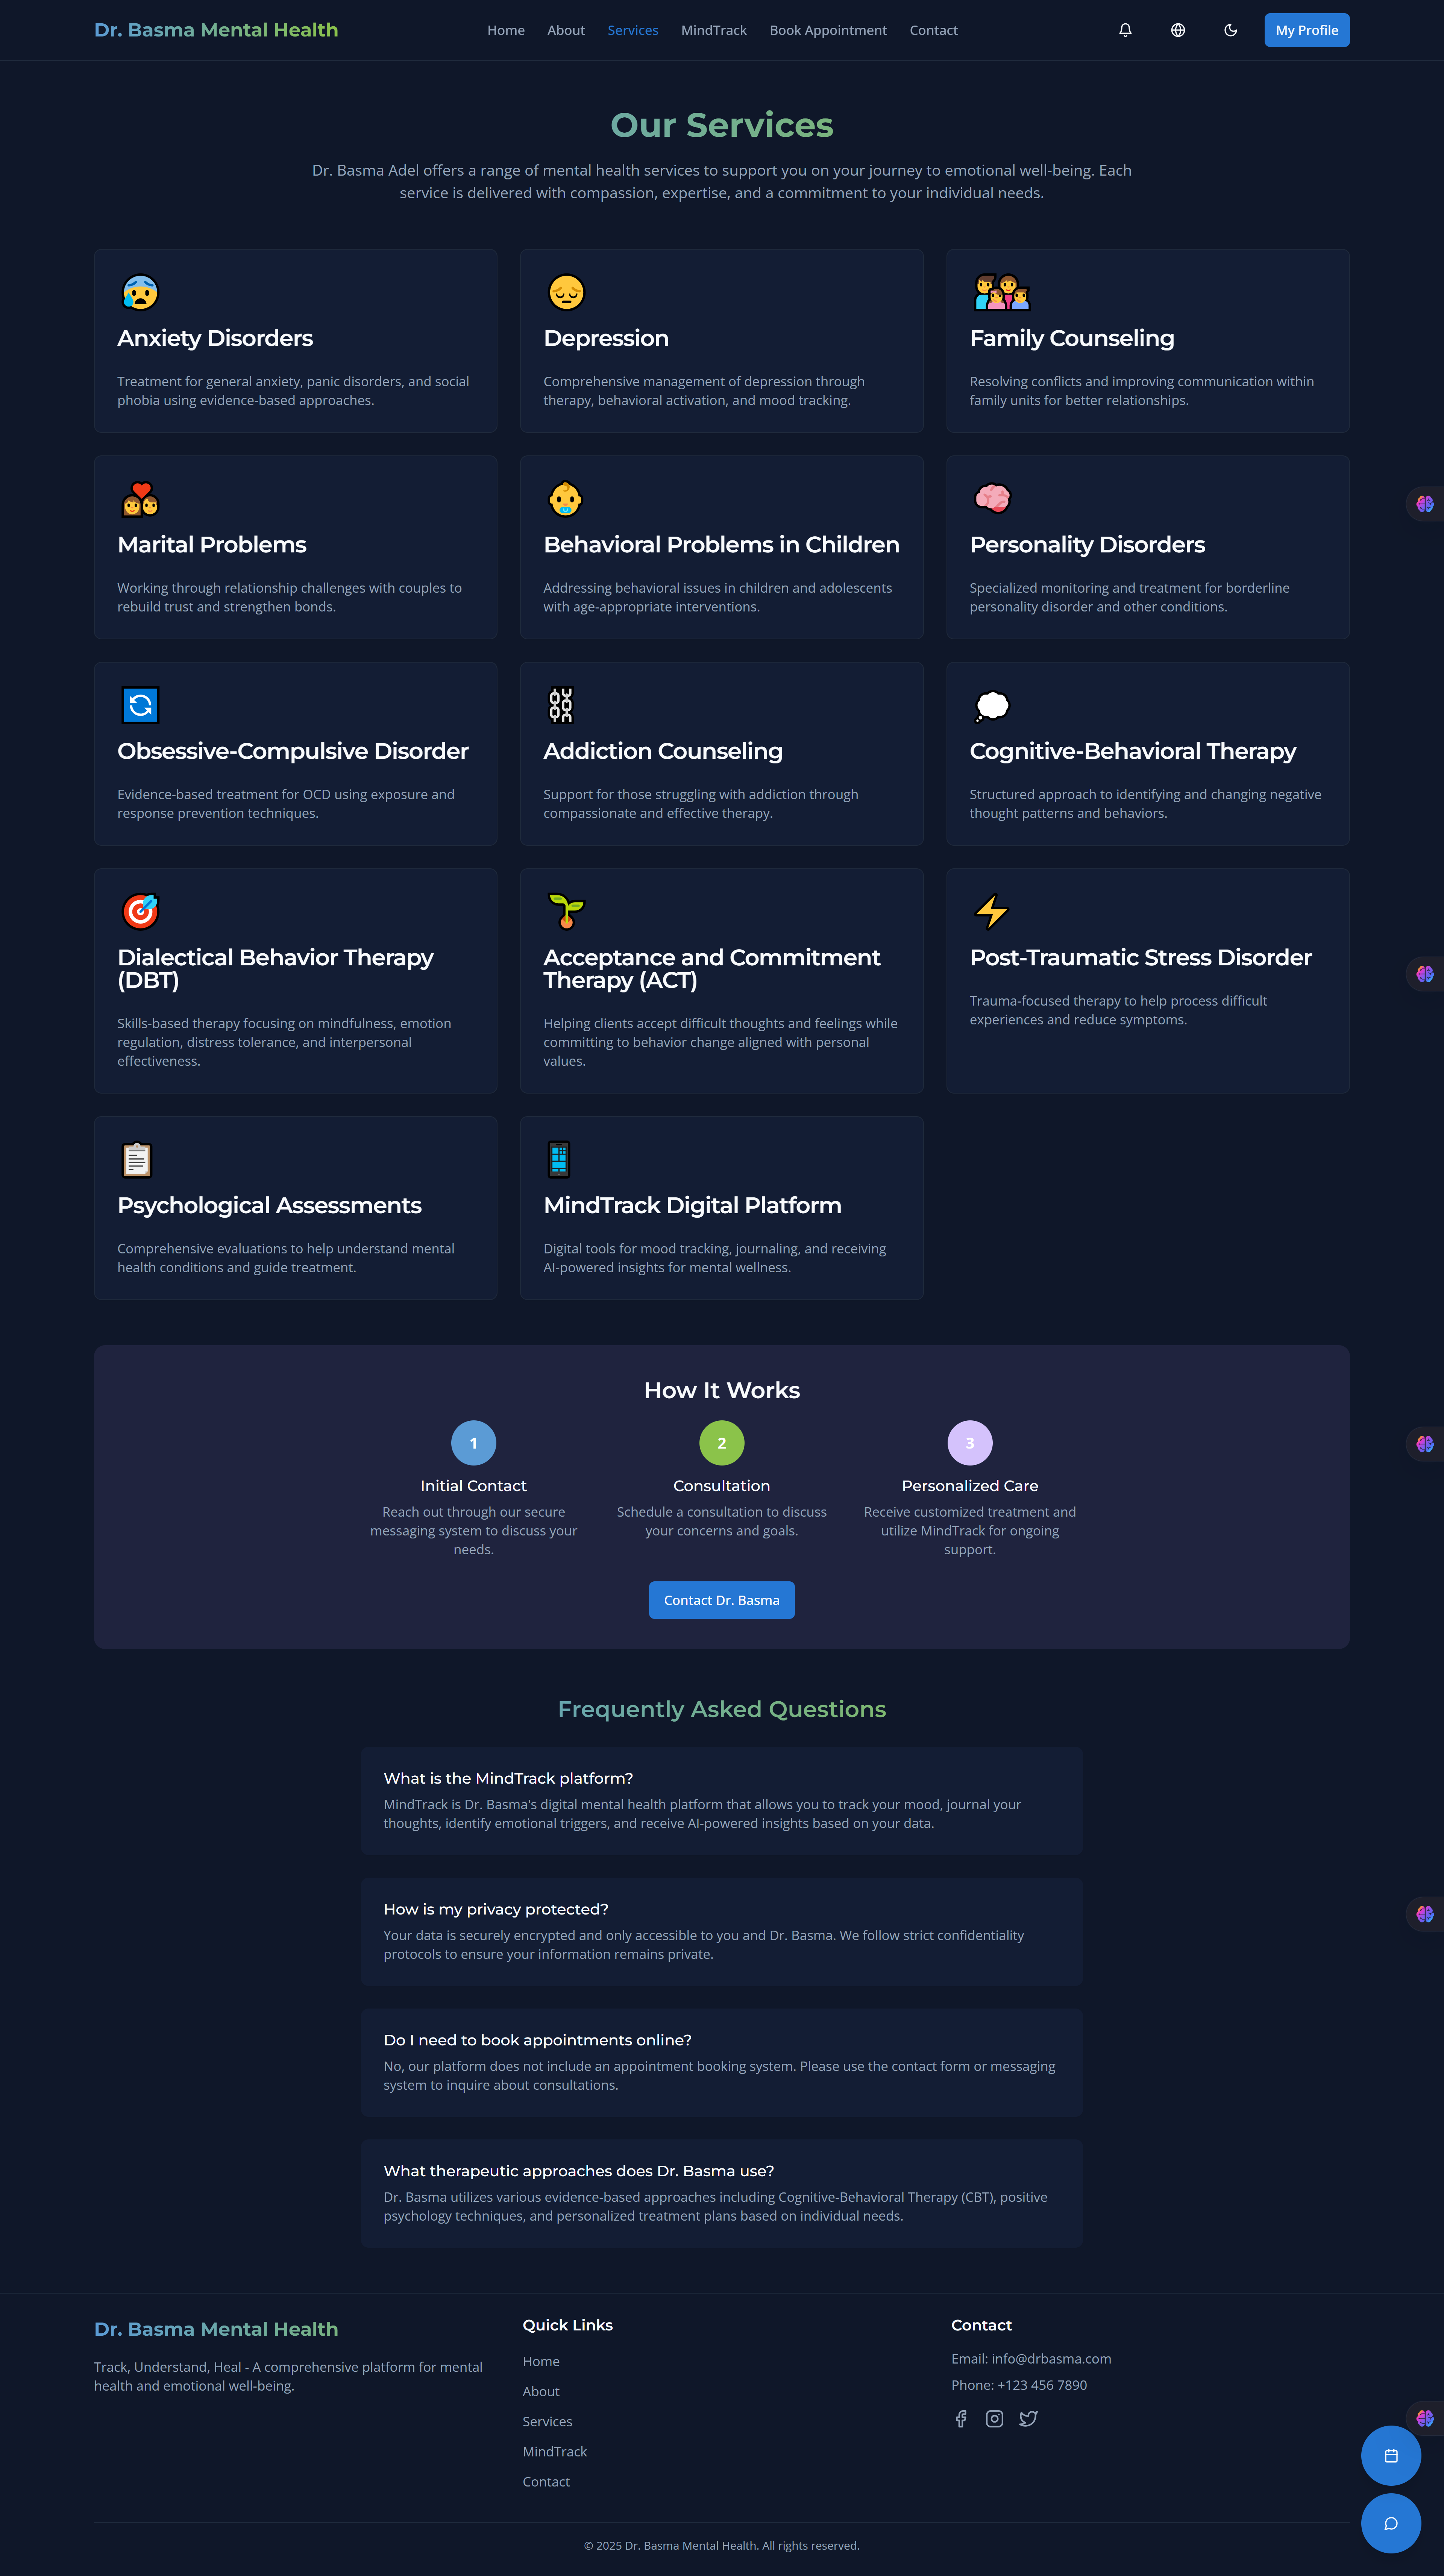 Dr. Basma Mental Health
Home
About
Services
MindTrack
Book Appointment
Contact
My Profile
Our Services
Dr. Basma Adel offers a range of mental health services to support you on your journey to emotional well-being. Each
service is delivered with compassion, expertise, and a commitment to your individual needs.
Anxiety Disorders
Treatment for general anxiety, panic disorders, and social
phobia using evidence-based approaches.
Depression
Comprehensive management of depression through
therapy, behavioral activation, and mood tracking.
Family Counseling
Resolving conflicts and improving communication within
family units for better relationships.
Marital Problems
Working through relationship challenges with couples to
rebuild trust and strengthen bonds.
Behavioral Problems in Children
Addressing behavioral issues in children and adolescents
with age-appropriate interventions.
Personality Disorders
Specialized monitoring and treatment for borderline
personality disorder and other conditions.
Obsessive-Compulsive Disorder
Evidence-based treatment for OCD using exposure and
response prevention techniques.
Addiction Counseling
Support for those struggling with addiction through
compassionate and effective therapy.
Cognitive-Behavioral Therapy
Structured approach to identifying and changing negative
thought patterns and behaviors.
Dialectical Behavior Therapy
(DBT)
Skills-based therapy focusing on mindfulness, emotion
regulation, distress tolerance, and interpersonal
effectiveness.
Acceptance and Commitment
Therapy (ACT)
Helping clients accept difficult thoughts and feelings while
committing to behavior change aligned with personal
values.
Post-Traumatic Stress Disorder
Trauma-focused therapy to help process difficult
experiences and reduce symptoms.
Psychological Assessments
Comprehensive evaluations to help understand mental
health conditions and guide treatment.
MindTrack Digital Platform
Digital tools for mood tracking, journaling, and receiving
AI-powered insights for mental wellness.
How It Works
1
Initial Contact
Reach out through our secure
messaging system to discuss your
needs.
2
Consultation
Schedule a consultation to discuss
your concerns and goals.
3
Personalized Care
Receive customized treatment and
utilize MindTrack for ongoing
support.
Contact Dr. Basma
Frequently Asked Questions
What is the MindTrack platform?
MindTrack is Dr. Basma's digital mental health platform that allows you to track your mood, journal your
thoughts, identify emotional triggers, and receive AI-powered insights based on your data.
How is my privacy protected?
Your data is securely encrypted and only accessible to you and Dr. Basma. We follow strict confidentiality
protocols to ensure your information remains private.
Do I need to book appointments online?
No, our platform does not include an appointment booking system. Please use the contact form or messaging
system to inquire about consultations.
What therapeutic approaches does Dr. Basma use?
Dr. Basma utilizes various evidence-based approaches including Cognitive-Behavioral Therapy (CBT), positive
psychology techniques, and personalized treatment plans based on individual needs.
Dr. Basma Mental Health
Track, Understand, Heal - A comprehensive platform for mental
health and emotional well-being.
Quick Links
Home
About
Services
MindTrack
Contact
Contact
Email: info@drbasma.com
Phone: +123 456 7890
© 2025 Dr. Basma Mental Health. All rights reserved.